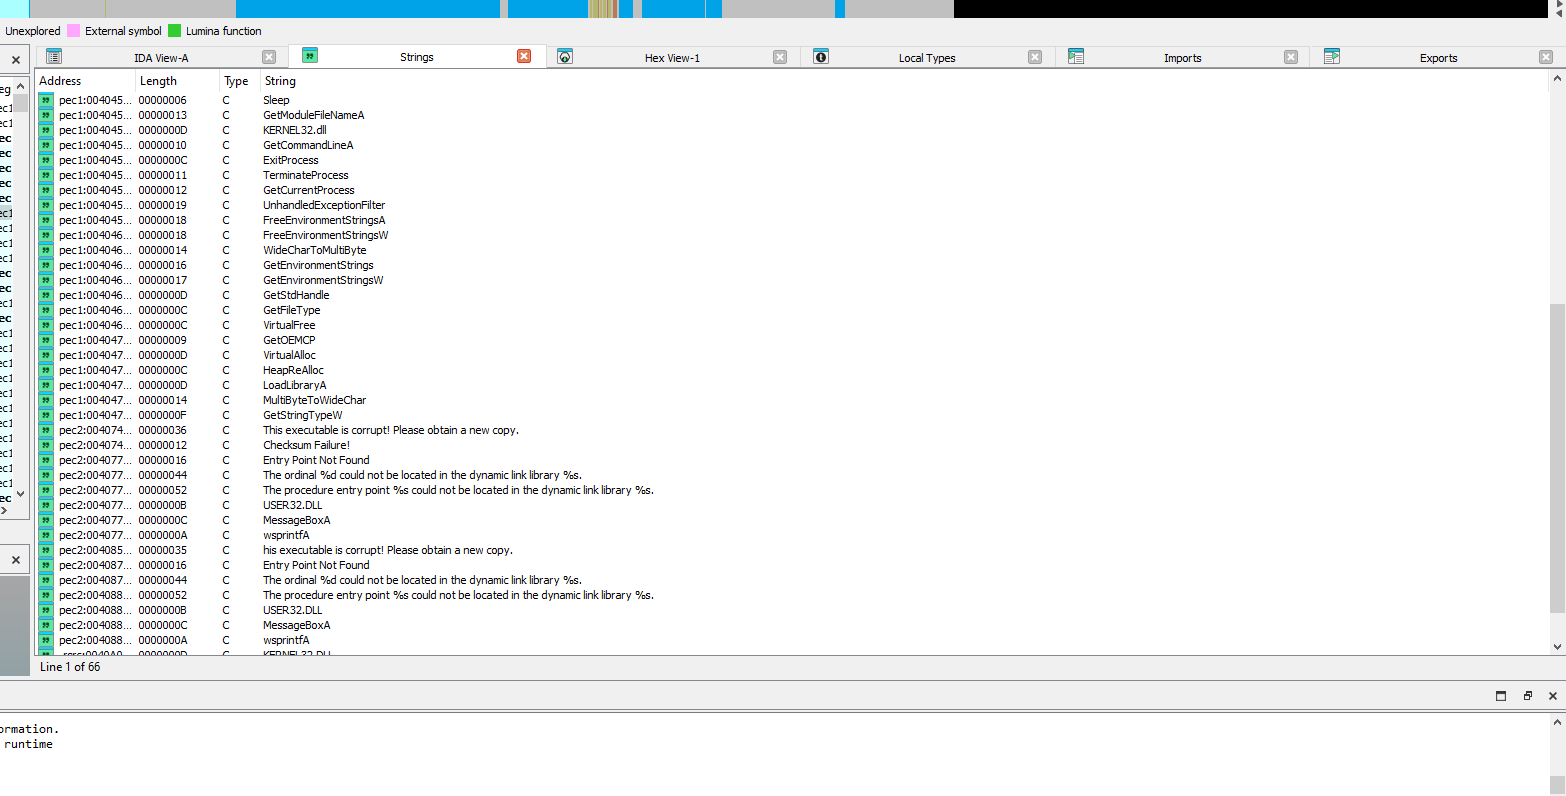 Unexplored External symbol Lumina function
IDA View-A Strings Hex View-1 Local Types Imports Exports
Address Length Type String
pec1:004045... 00000006 C Sleep
pec1:004045... 00000013 C GetModuleFileNameA
pec1:004045... 0000000D C KERNEL32.dll
pec1:004045... 00000010 C GetCommandLineA
pec1:004045... 0000000C C ExitProcess
pec1:004045... 00000011 C TerminateProcess
pec1:004045... 00000012 C GetCurrentProcess
pec1:004045... 00000019 C UnhandledExceptionFilter
pec1:004045... 00000018 C FreeEnvironmentStringsA
pec1:004046... 00000018 C FreeEnvironmentStringsW
pec1:004046... 00000014 C WideCharToMultiByte
pec1:004046... 00000016 C GetEnvironmentStrings
pec1:004046... 00000017 C GetEnvironmentStringsW
pec1:004046... 0000000D C GetStdHandle
pec1:004046... 0000000C C GetFileType
pec1:004046... 0000000C C VirtualFree
pec1:004047... 00000009 C GetOEMCP
pec1:004047... 0000000D C VirtualAlloc
pec1:004047... 0000000C C HeapReAlloc
pec1:004047... 0000000D C LoadLibraryA
pec1:004047... 00000014 C MultiByteToWideChar
pec1:004047... 0000000F C GetStringTypeW
pec2:004074... 00000036 C This executable is corrupt! Please obtain a new copy.
pec2:004074... 00000012 C Checksum Failure!
pec2:004077... 00000016 C Entry Point Not Found
pec2:004077... 00000044 C The ordinal %d could not be located in the dynamic link library %s.
pec2:004077... 00000052 C The procedure entry point %s could not be located in the dynamic link library %s.
pec2:004077... 0000000B C USER32.DLL
pec2:004077... 0000000C C MessageBoxA
pec2:004077... 0000000A C wsprintfA
pec2:004085... 00000035 C his executable is corrupt! Please obtain a new copy.
pec2:004087... 00000016 C Entry Point Not Found
pec2:004087... 00000044 C The ordinal %d could not be located in the dynamic link library %s.
pec2:004088... 00000052 C The procedure entry point %s could not be located in the dynamic link library %s.
pec2:004088... 0000000B C USER32.DLL
pec2:004088... 0000000C C MessageBoxA
pec2:004088... 0000000A C wsprintfA
Line 1 of 66
ormation.
runtime